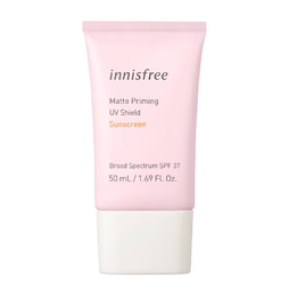 innisfree
Matte Priming
UV Shield
Sunscreen
Broad Spectrum SPF 37
50 mL / 1.69 Fl. Oz.